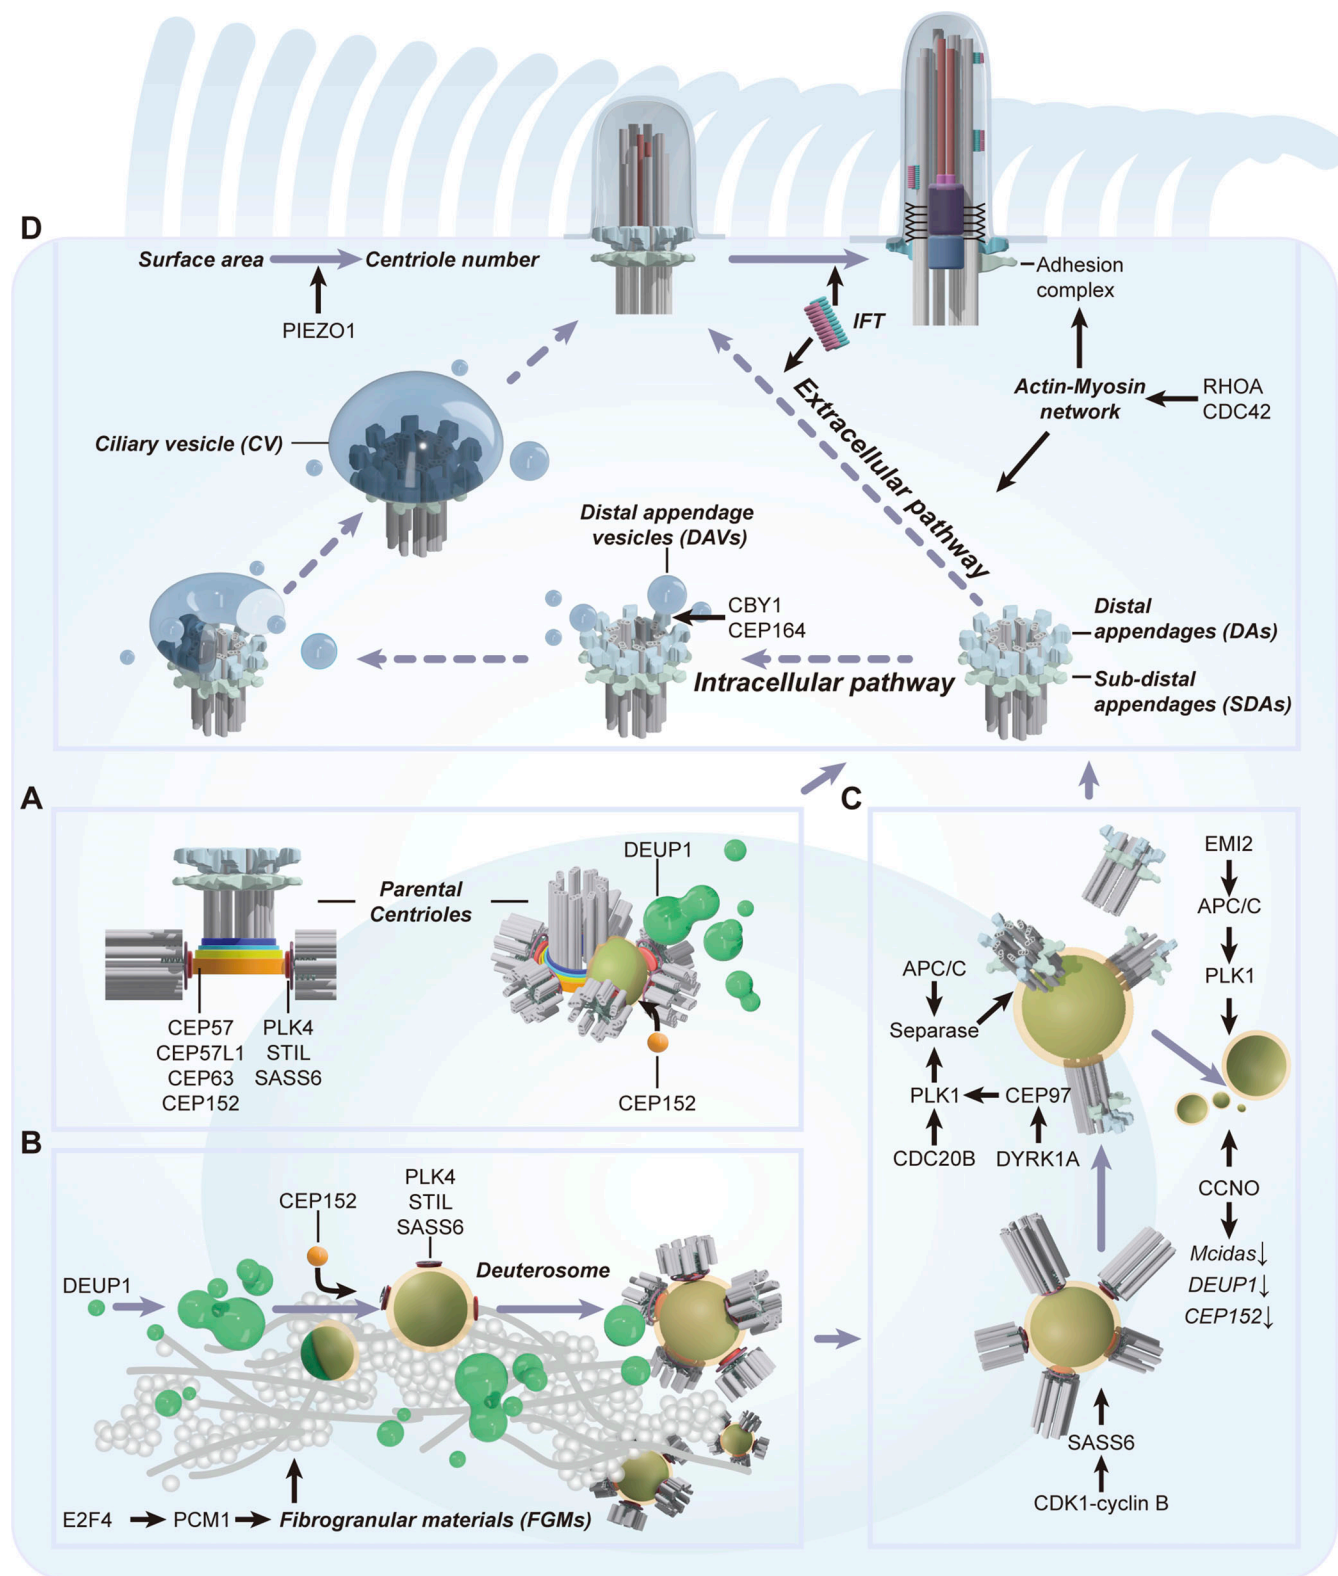 D
Surface area
Centriole number
PIEZO1
IFT
Adhesion
complex
Actin-Myosin
network
RHOA
CDC42
Extracellular pathway
Ciliary vesicle (CV)
Distal appendage
vesicles (DAVs)
CBY1
CEP164
Intracellular pathway
Distal
appendages (DAs)
Sub-distal
appendages (SDAs)
A
Parental
Centrioles
DEUP1
CEP57
CEP57L1
CEP63
CEP152
PLK4
STIL
SASS6
CEP152
B
CEP152
PLK4
STIL
SASS6
DEUP1
Deuterosome
E2F4
PCM1
Fibrogranular materials (FGMs)
C
EMI2
APC/C
PLK1
APC/C
Separase
PLK1
CEP97
CDC20B
DYRK1A
CCNO
Mcidas↓
DEUP1↓
CEP152↓
SASS6
CDK1-cyclin B